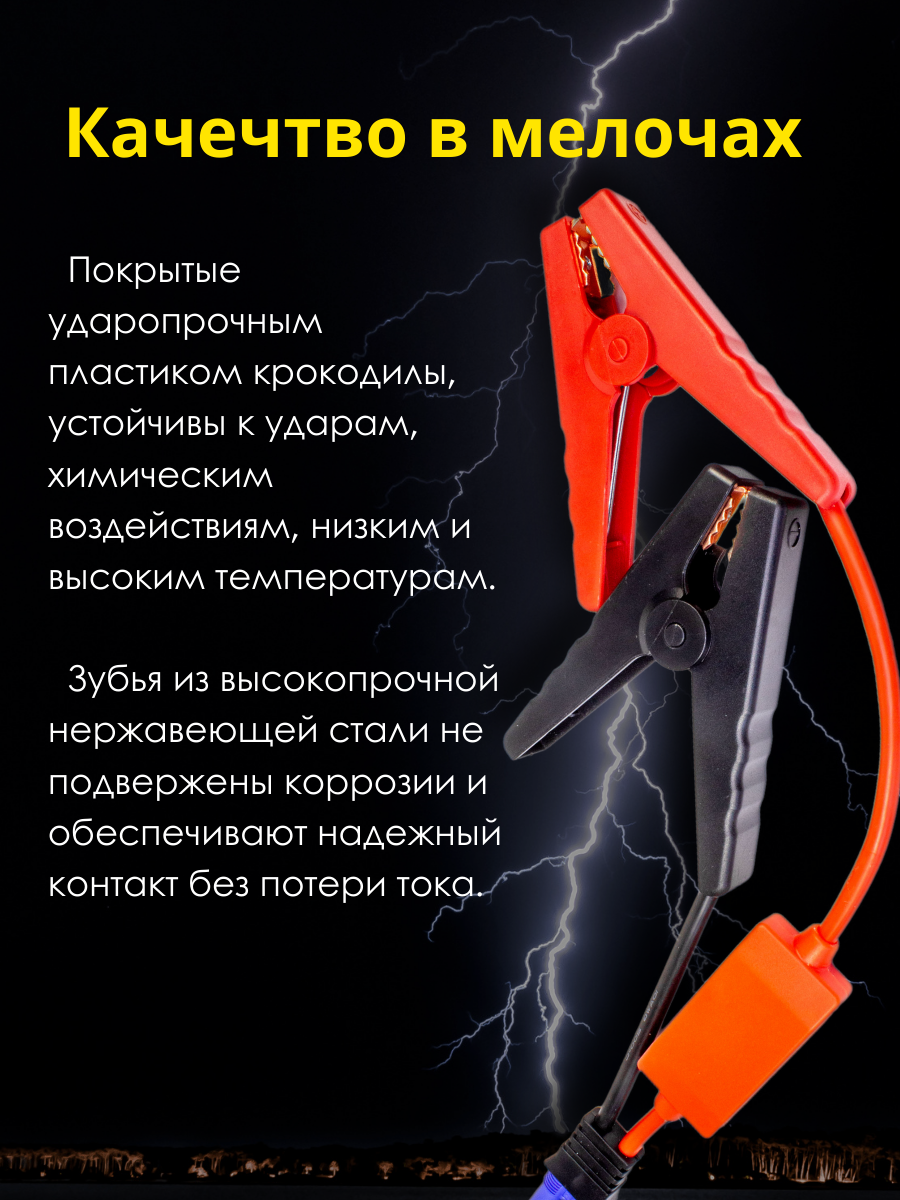 Качечтво в мелочах
Покрытые
ударопрочным
пластиком крокодилы,
устойчивы к ударам,
химическим
воздействиям, низким и
высоким температурам.
Зубья из высокопрочной
нержавеющей стали не
подвержены коррозии и
обеспечивают надежный
контакт без потери тока.